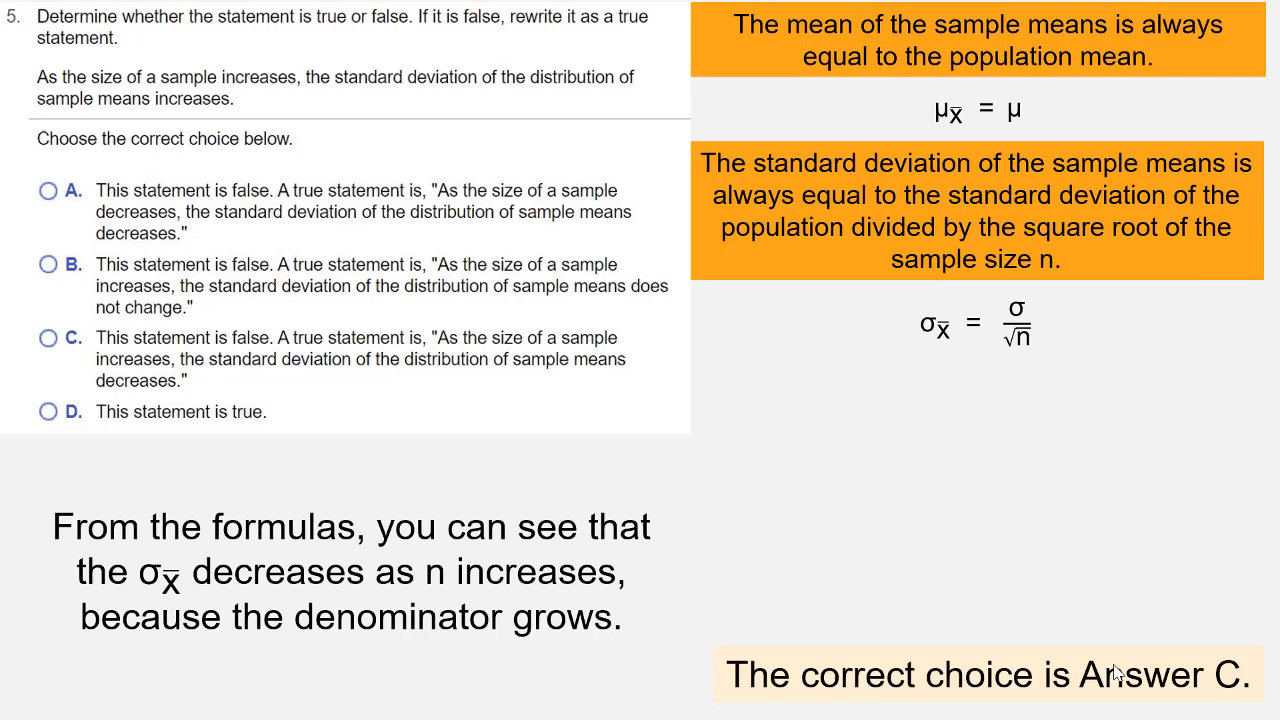 5. Determine whether the statement is true or false. If it is false, rewrite it as a true
statement.
As the size of a sample increases, the standard deviation of the distribution of
sample means increases.
Choose the correct choice below.
A. This statement is false. A true statement is, "As the size of a sample
decreases, the standard deviation of the distribution of sample means
decreases."
B. This statement is false. A true statement is, "As the size of a sample
increases, the standard deviation of the distribution of sample means does
not change."
C. This statement is false. A true statement is, "As the size of a sample
increases, the standard deviation of the distribution of sample means
decreases."
D. This statement is true.
The mean of the sample means is always
equal to the population mean.
μx̅ = μ
The standard deviation of the sample means is
always equal to the standard deviation of the
population divided by the square root of the
sample size n.
σx̅ = σ/√n
From the formulas, you can see that
the σx̅ decreases as n increases,
because the denominator grows.
The correct choice is Answer C.